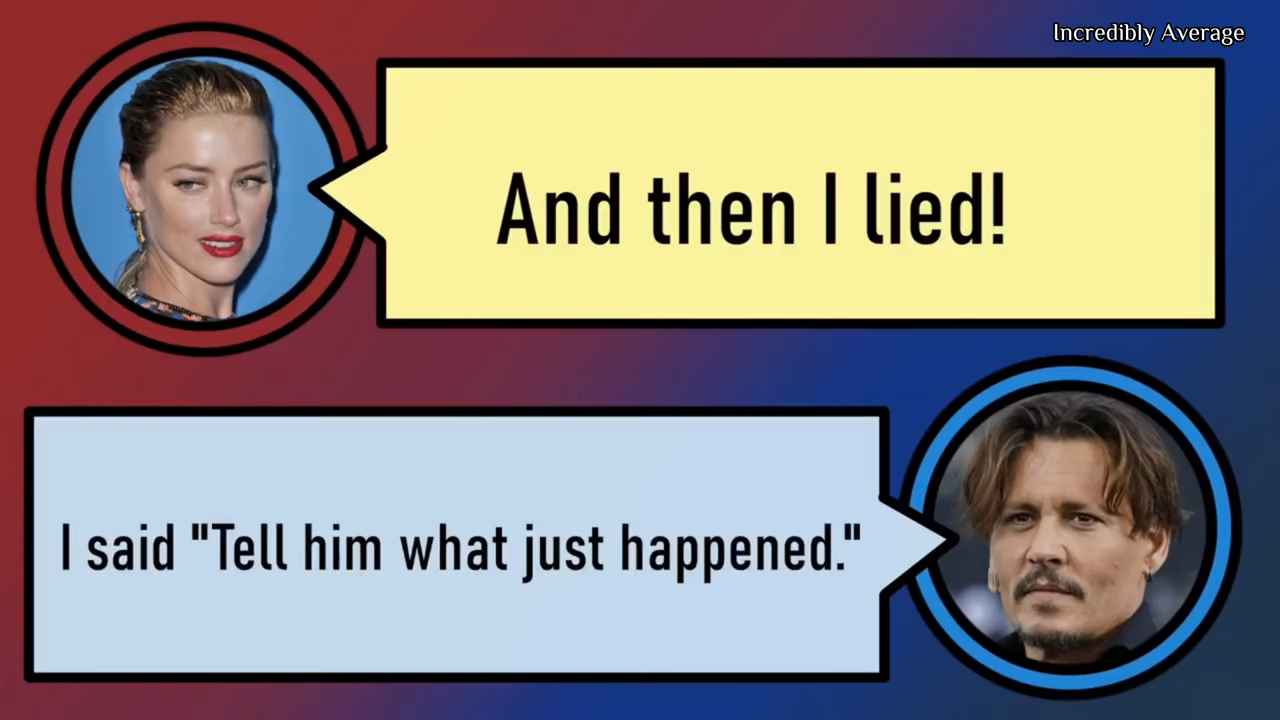 Incredibly Average
And then I lied!
I said "Tell him what just happened."